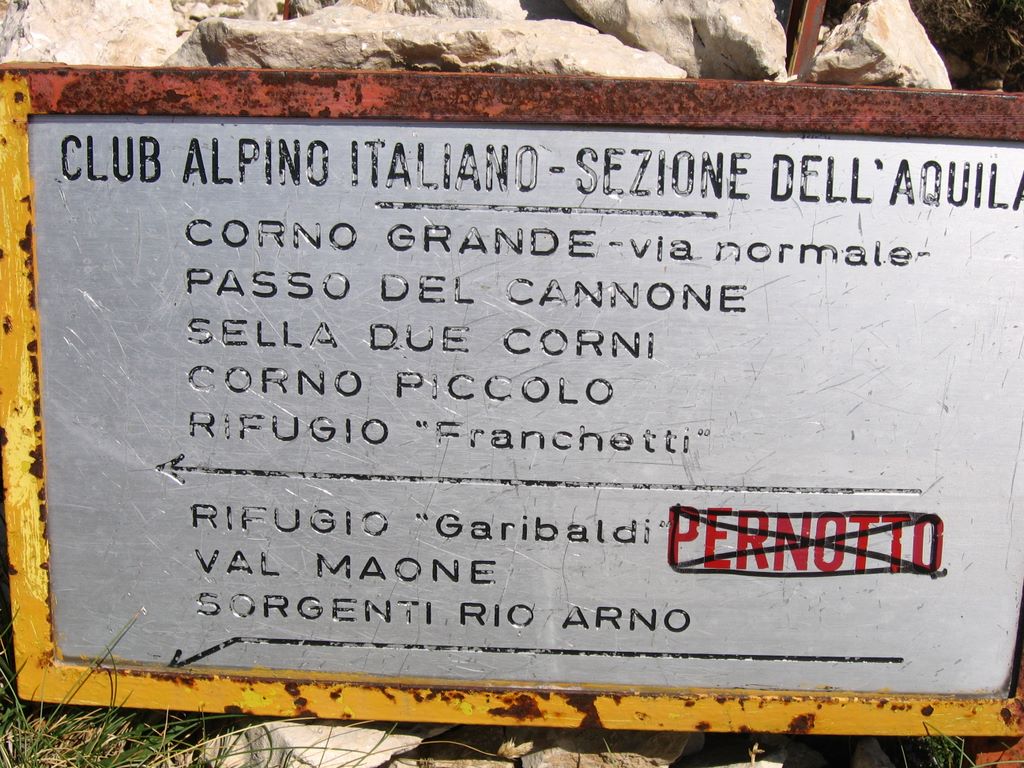 CLUB ALPINO ITALIANO - SEZIONE DELL'AQUILA
CORNO GRANDE - via normale -
PASSO DEL CANNONE
SELLA DUE CORNI
CORNO PICCOLO
RIFUGIO "Franchetti"
RIFUGIO "Garibaldi" PERNOTTO
VAL MAONE
SORGENTI RIO ARNO